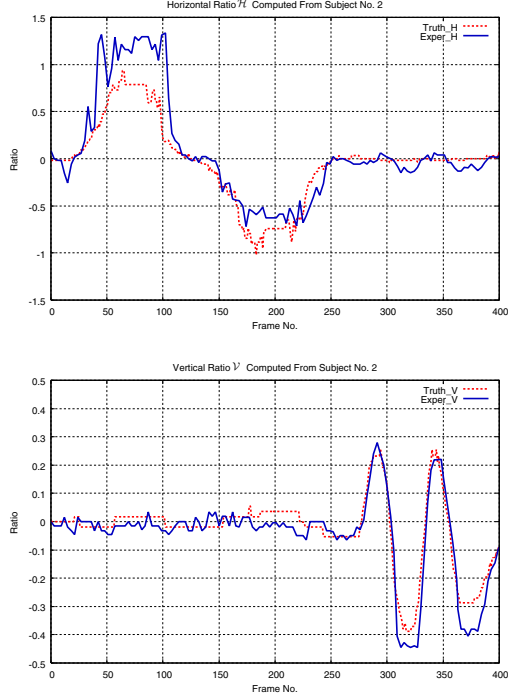 Horizontal Ratio ℋ Computed From Subject No. 2
1.5
1
0.5
0
-0.5
-1
-1.5
Ratio
Truth_H
Exper_H
0 50 100 150 200 250 300 350 400
Frame No.
Vertical Ratio 𝒱 Computed From Subject No. 2
0.5
0.4
0.3
0.2
0.1
0
-0.1
-0.2
-0.3
-0.4
-0.5
Ratio
Truth_V
Exper_V
0 50 100 150 200 250 300 350 400
Frame No.